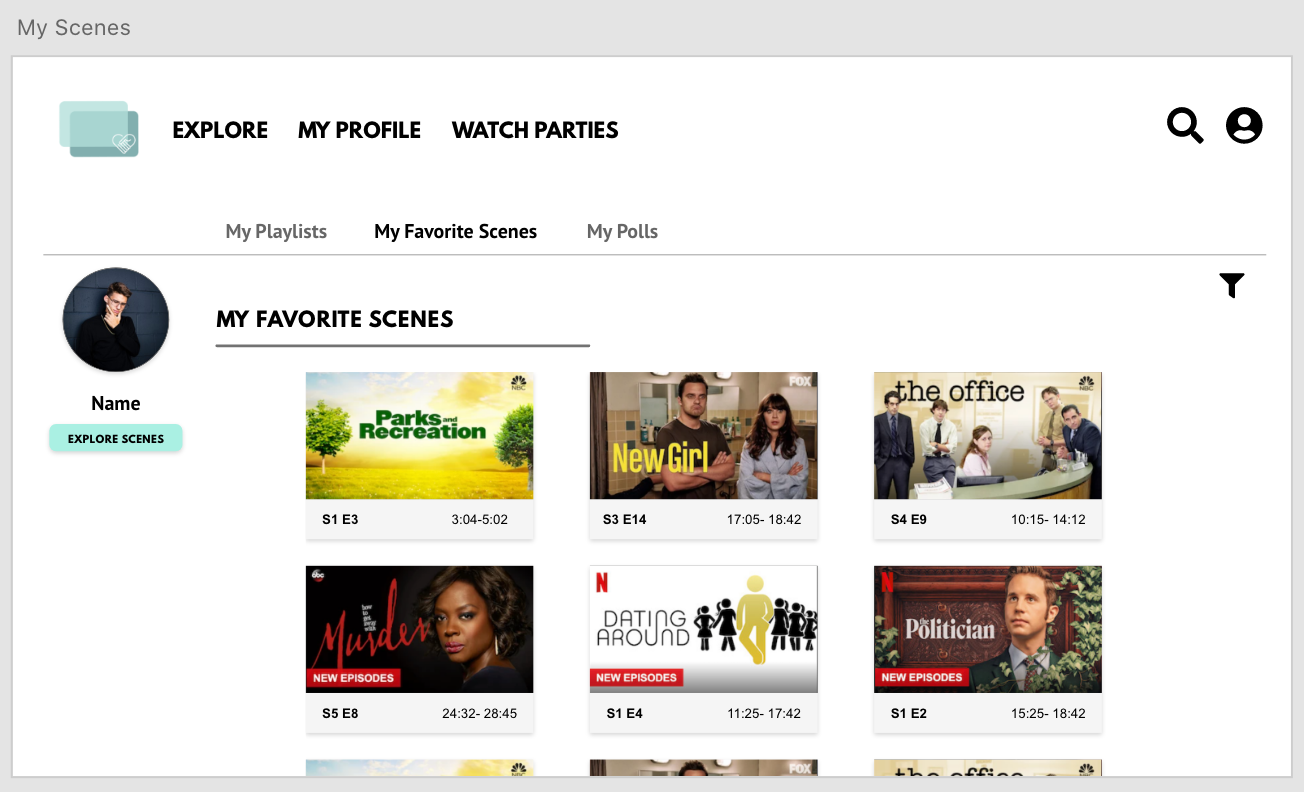 My Scenes
EXPLORE MY PROFILE WATCH PARTIES
My Playlists My Favorite Scenes My Polls
MY FAVORITE SCENES
Name
EXPLORE SCENES
NBC
Parks and
Recreation
S1 E3 3:04-5:02
FOX
New Girl
S3 E14 17:05- 18:42
NBC
the office
S4 E9 10:15- 14:12
abc
how to get away with
Murder
NEW EPISODES
S5 E8 24:32- 28:45
N
DATING
AROUND
NEW EPISODES
S1 E4 11:25- 17:42
N
the
Politician
NEW EPISODES
S1 E2 15:25- 18:42
NBC
FOX
the office
NBC